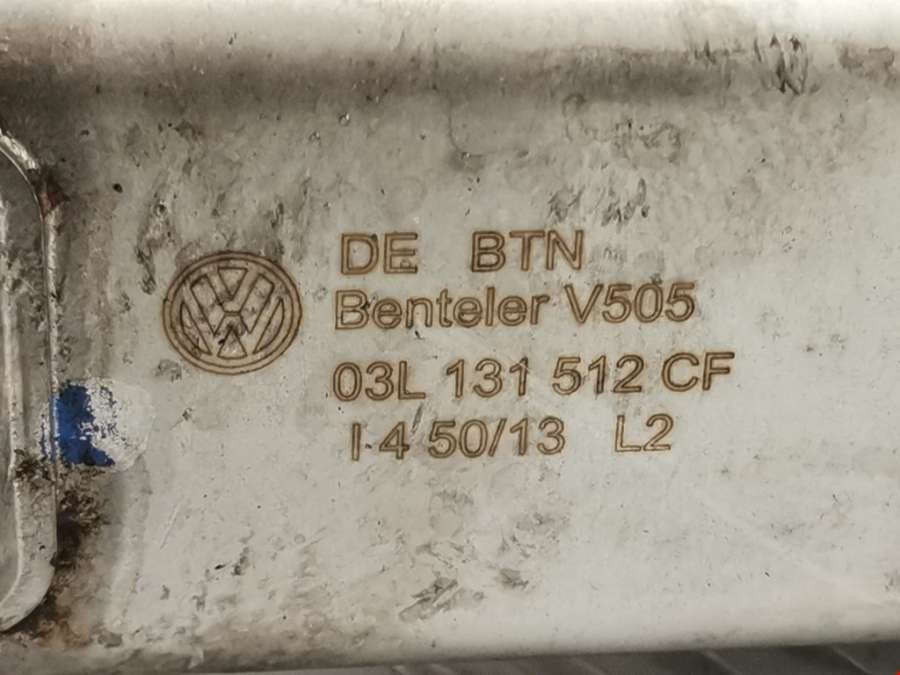 DE BTN
Benteler V505
03L 131 512 CF
I-4 50/13 L2